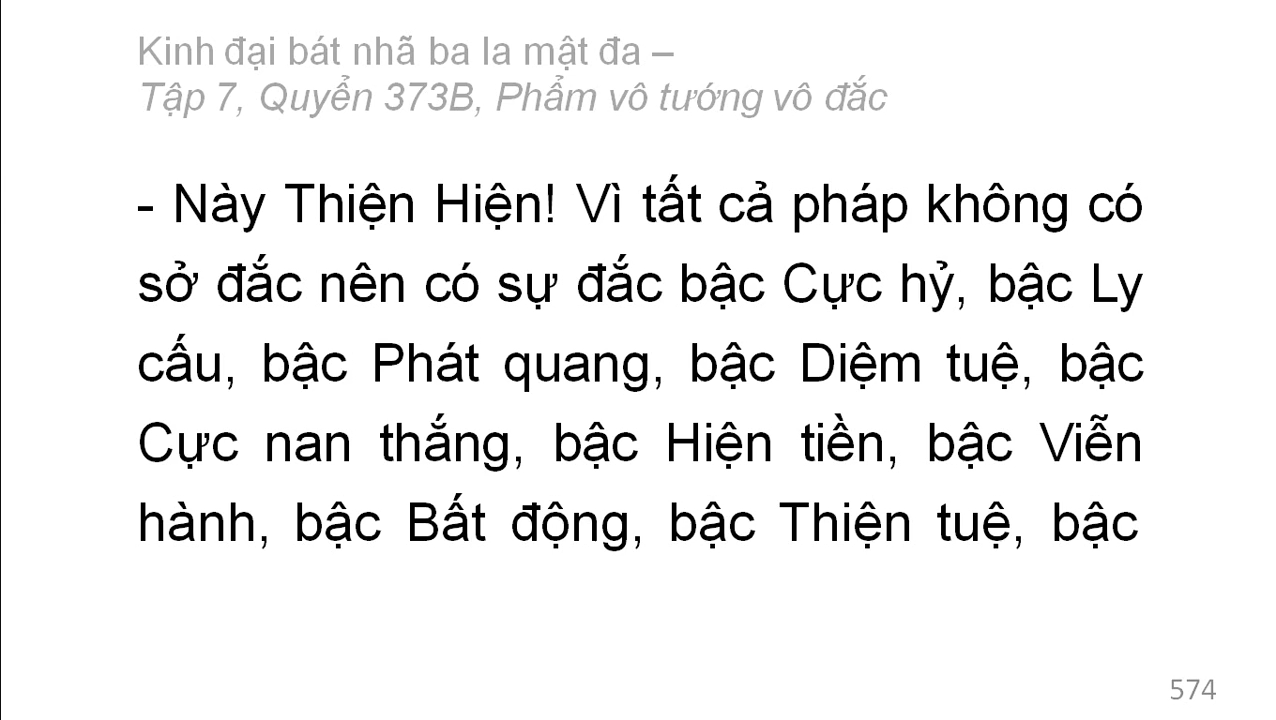 Kinh đại bát nhã ba la mật đa –
Tập 7, Quyển 373B, Phẩm vô tướng vô đắc
- Này Thiện Hiện! Vì tất cả pháp không có
sở đắc nên có sự đắc bậc Cực hỷ, bậc Ly
cấu, bậc Phát quang, bậc Diệm tuệ, bậc
Cực nan thắng, bậc Hiện tiền, bậc Viễn
hành, bậc Bất động, bậc Thiện tuệ, bậc
574